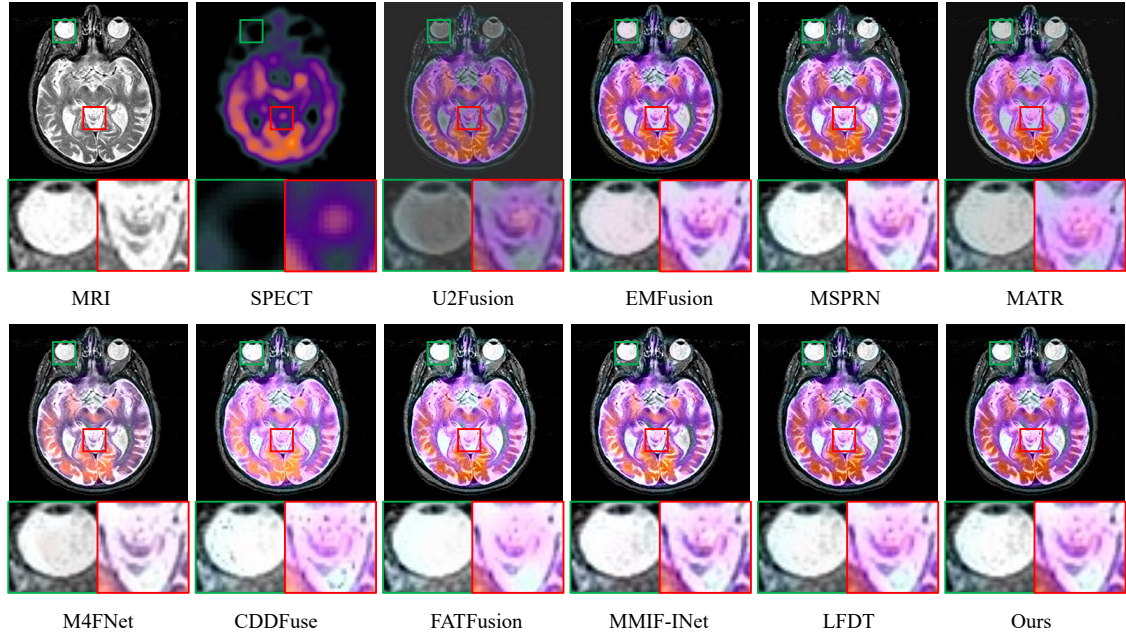 MRI SPECT U2Fusion EMFusion MSPRN MATR
M4FNet CDDFuse FATFusion MMIF-INet LFDT Ours